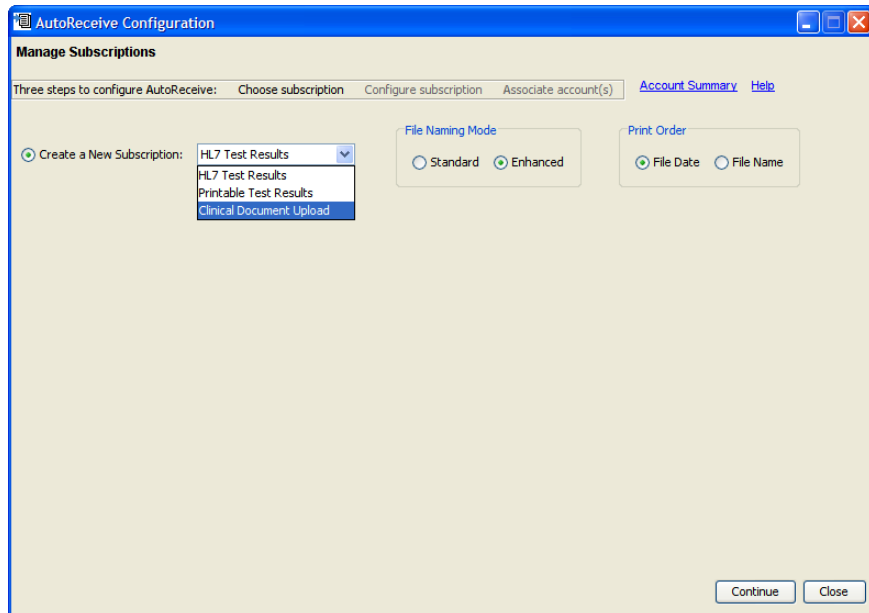 AutoReceive Configuration
Manage Subscriptions
Three steps to configure AutoReceive: Choose subscription Configure subscription Associate account(s) Account Summary Help
File Naming Mode Print Order
Create a New Subscription: HL7 Test Results Standard Enhanced File Date File Name
HL7 Test Results
Printable Test Results
Clinical Document Upload
Continue Close